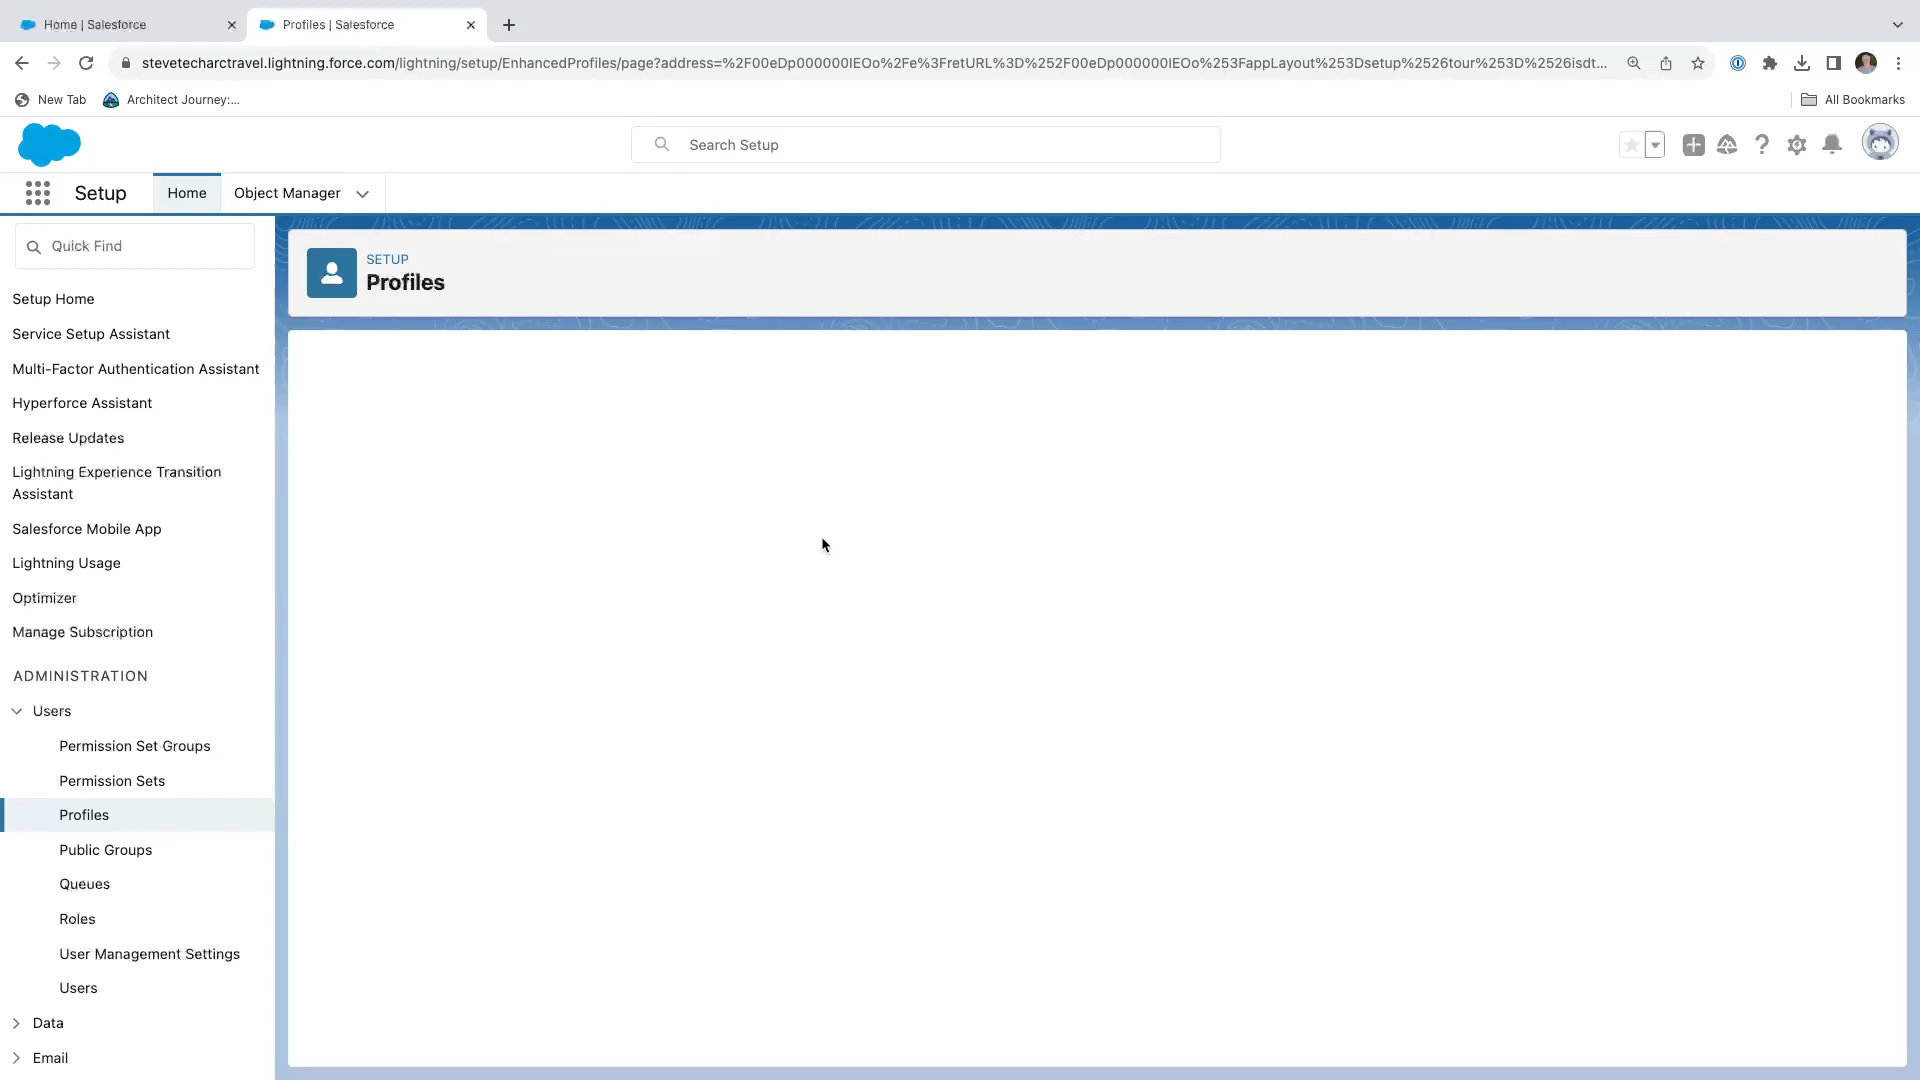 Home | Salesforce
Profiles | Salesforce
stevetecharctravel.lightning.force.com/lightning/setup/EnhancedProfiles/page?address=%2F00eDp000000IEOo%2Fe%3FretURL%3D%252F00eDp000000IEOo%253FappLayout%253Dsetup%2526tour%253D%2526isdt...
New Tab
Architect Journey:...
All Bookmarks
Search Setup
Setup
Home
Object Manager
Quick Find
Setup Home
Service Setup Assistant
Multi-Factor Authentication Assistant
Hyperforce Assistant
Release Updates
Lightning Experience Transition
Assistant
Salesforce Mobile App
Lightning Usage
Optimizer
Manage Subscription
ADMINISTRATION
Users
Permission Set Groups
Permission Sets
Profiles
Public Groups
Queues
Roles
User Management Settings
Users
Data
Email
SETUP
Profiles